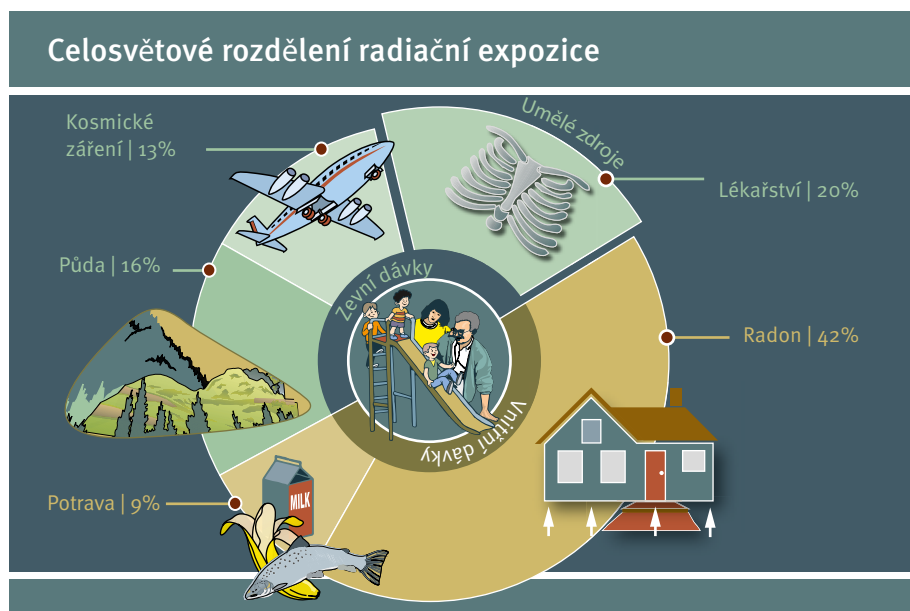 Celosvětové rozdělení radiační expozice
Kosmické
záření | 13%
Umělé zdroje
Lékařství | 20%
Půda | 16%
Zevní dávky
Radon | 42%
Vnitřní dávky
Potrava | 9%
MILK